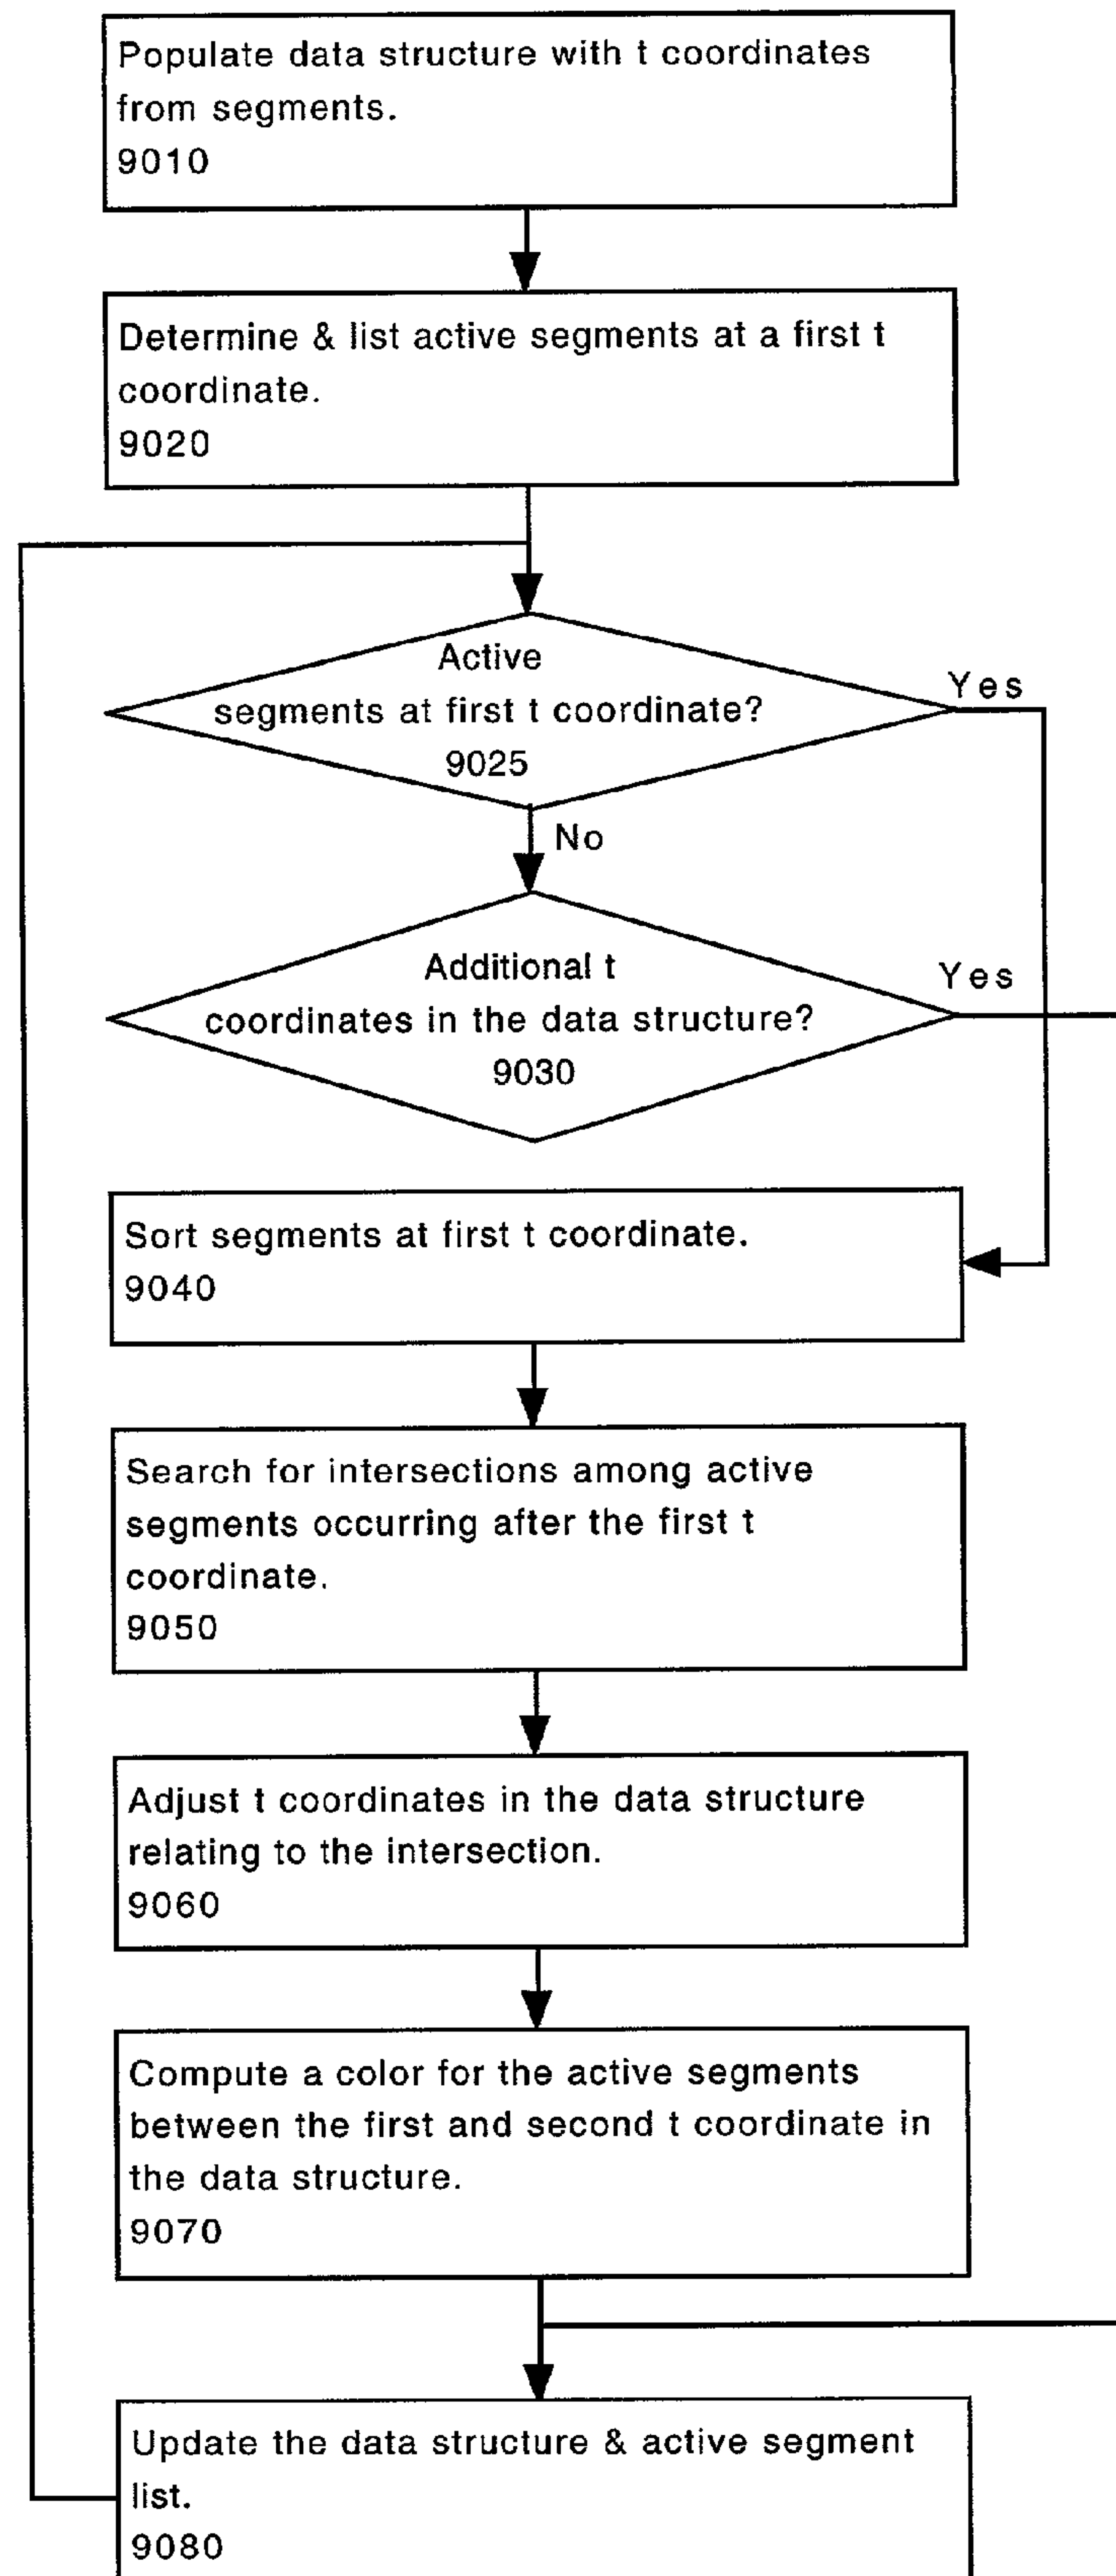 Populate data structure with t coordinates
from segments.
9010
Determine & list active segments at a first t
coordinate.
9020
Active
segments at first t coordinate?
9025
Yes
No
Additional t
coordinates in the data structure?
9030
Yes
Sort segments at first t coordinate.
9040
Search for intersections among active
segments occurring after the first t
coordinate.
9050
Adjust t coordinates in the data structure
relating to the intersection.
9060
Compute a color for the active segments
between the first and second t coordinate in
the data structure.
9070
Update the data structure & active segment
list.
9080